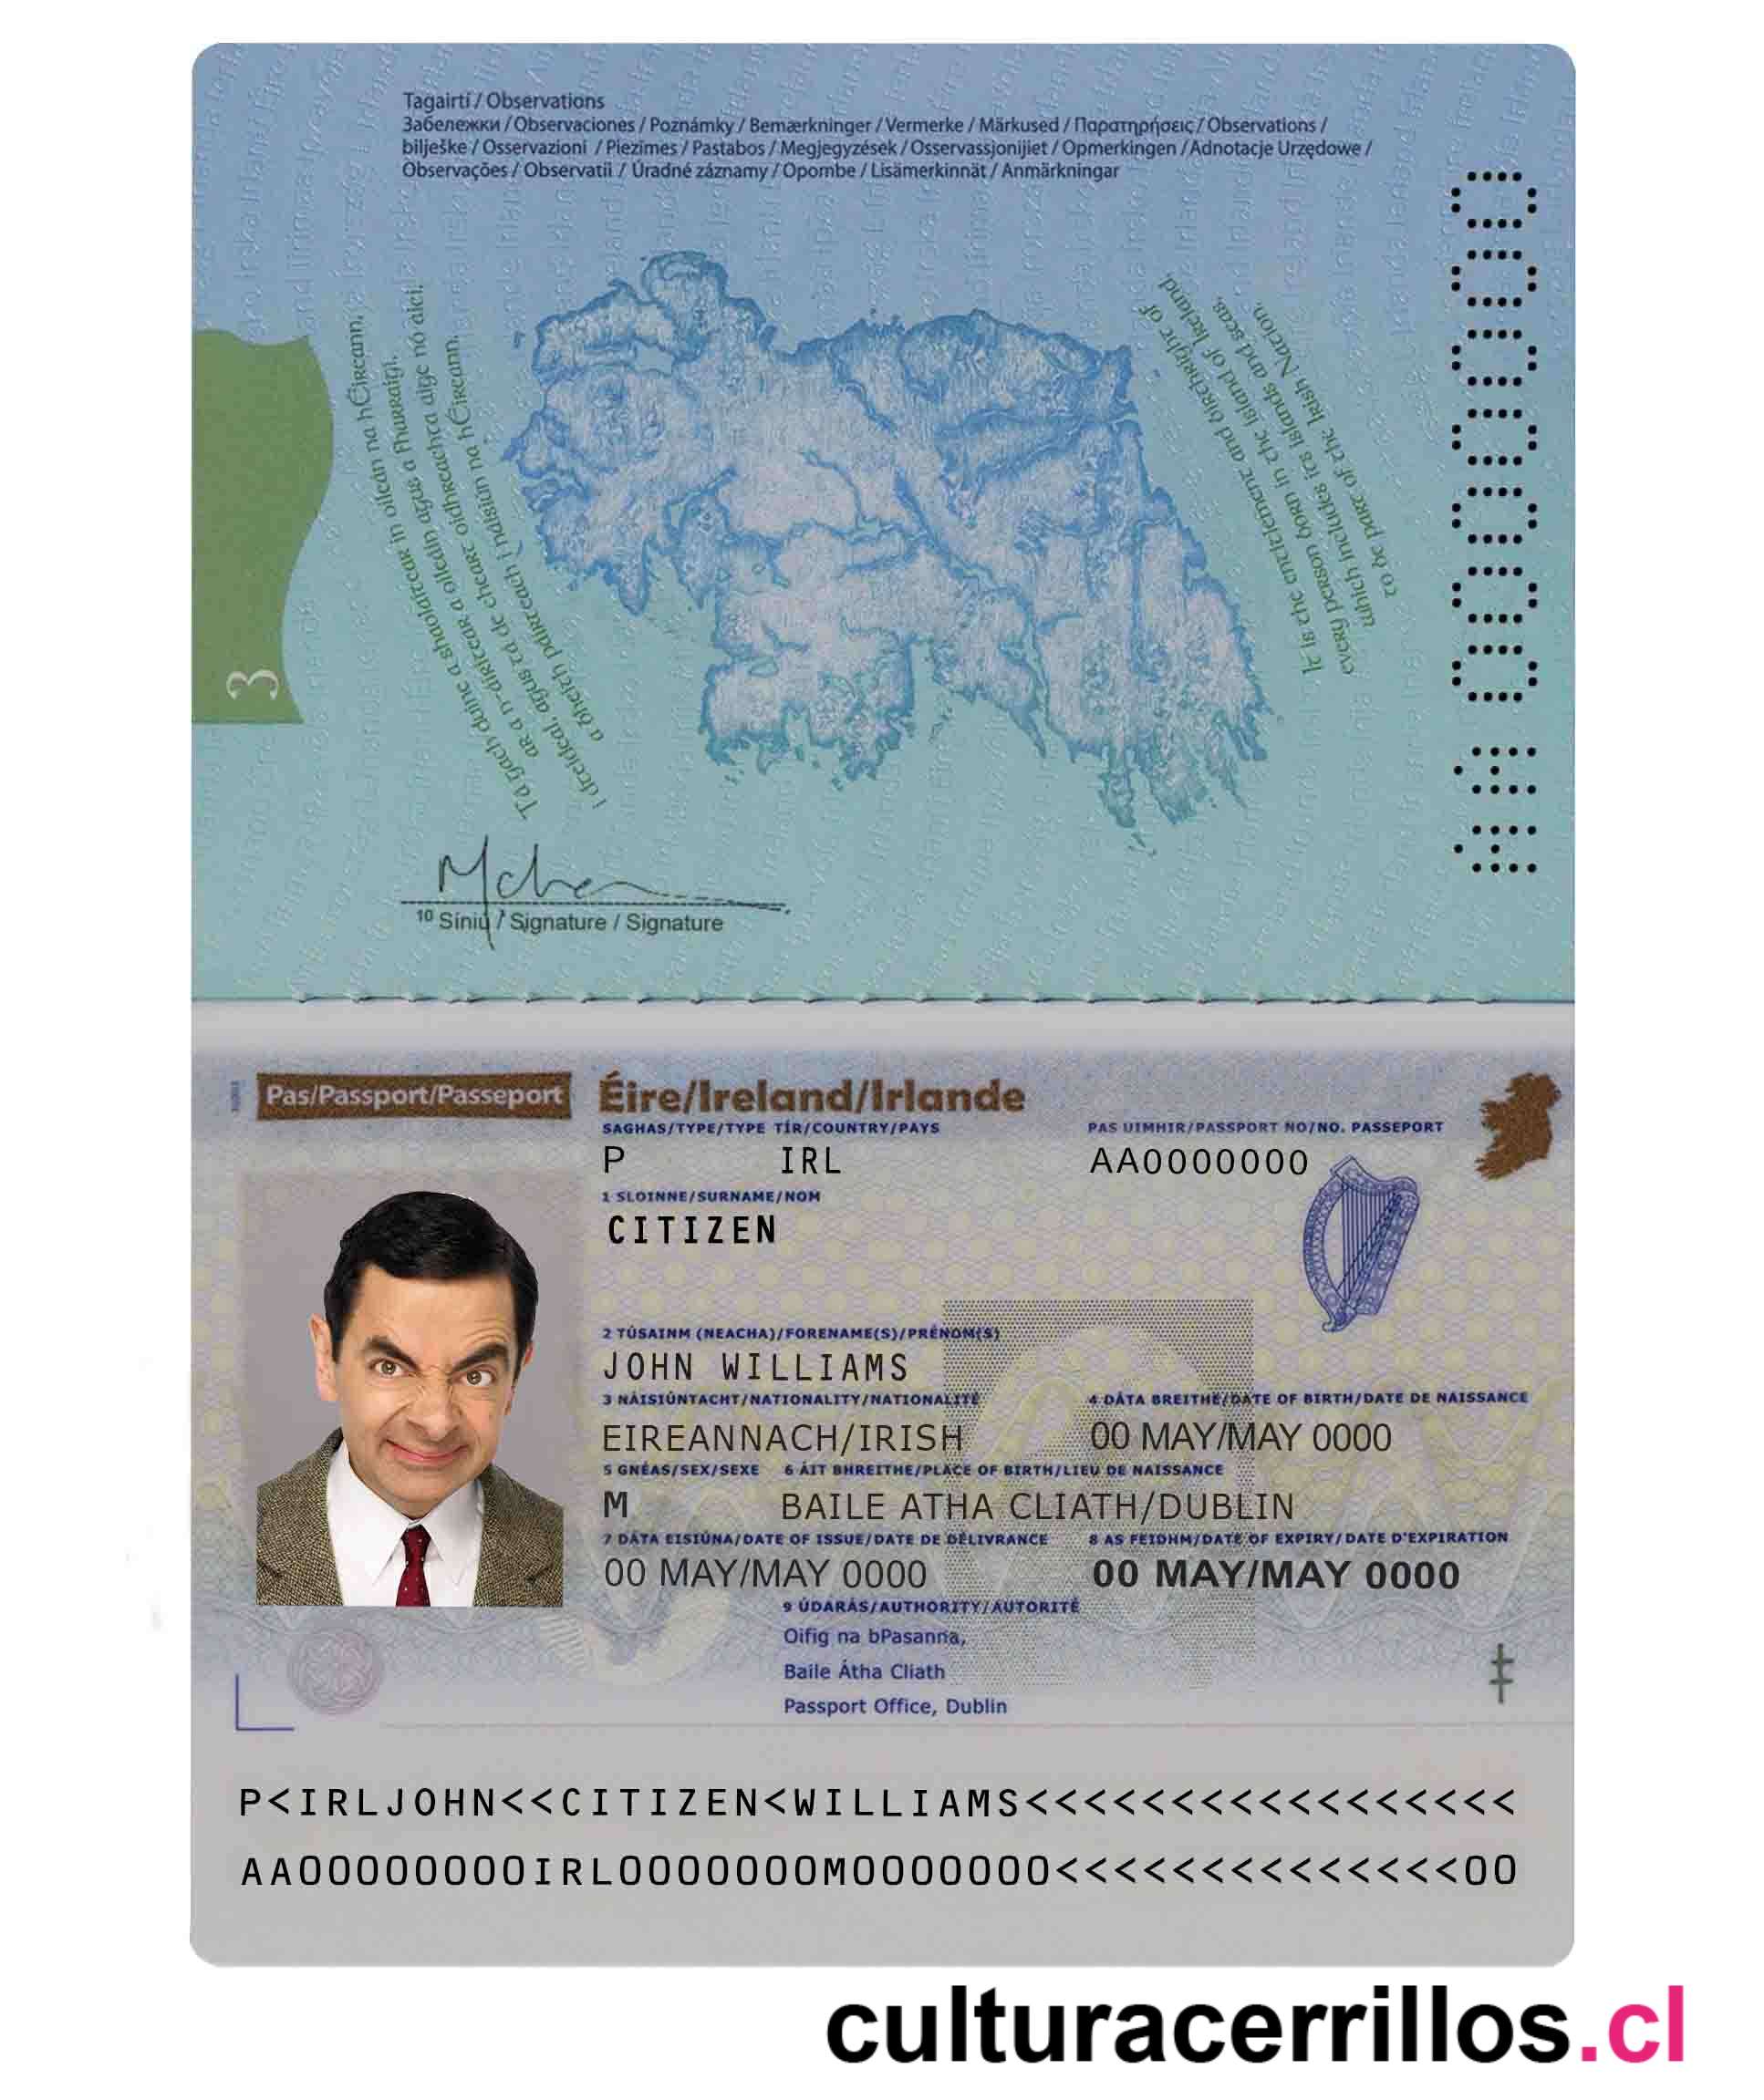 Tagairtí / Observations
Забележки / Observaciones / Poznámky / Bemærkninger / Vermerke / Märkused / Παρατηρήσεις / Observations /
bilješke / Osservazioni / Piezimes / Pastabos / Megjegyzések / Osservassjonijiet / Opmerkingen / Adnotacje Urzędowe /
Observações / Observatii / Úradné záznamy / Opombe / Lisämerkinnät / Anmärkningar
AA0000000
3
Tá gach duine a shaolaítear in oileán na hÉireann,
ar a n-áirítear a oileáin agus a fharraigí,
i dteideal, agus tá de cheart oidhreachta aige nó aici,
a bheith páirteach i náisiún na hÉireann.
It is the entitlement and birthright of
every person born in the island of Ireland,
which includes its islands and seas,
to be part of the Irish Nation.
10 Síniú / Signature / Signature
Pas/Passport/Passeport
Éire/Ireland/Irlande
SAGHAS/TYPE/TYPE TÍR/COUNTRY/PAYS PAS UIMHIR/PASSPORT NO/NO. PASSEPORT
P IRL AA0000000
1 SLOINNE/SURNAME/NOM
CITIZEN
2 TÚSAINM (NEACHA)/FORENAME(S)/PRÉNOM(S)
JOHN WILLIAMS
3 NÁISIÚNTACHT/NATIONALITY/NATIONALITÉ 4 DÁTA BREITHE/DATE OF BIRTH/DATE DE NAISSANCE
EIREANNACH/IRISH 00 MAY/MAY 0000
5 GNÉAS/SEX/SEXE 6 ÁIT BHREITHE/PLACE OF BIRTH/LIEU DE NAISSANCE
M BAILE ATHA CLIATH/DUBLIN
7 DÁTA EISIÚNA/DATE OF ISSUE/DATE DE DÉLIVRANCE 8 AS FEIDHM/DATE OF EXPIRY/DATE D'EXPIRATION
00 MAY/MAY 0000 00 MAY/MAY 0000
9 ÚDARÁS/AUTHORITY/AUTORITÉ
Oifig na bPasanna,
Baile Átha Cliath
Passport Office, Dublin
P<IRLJOHN<<CITIZEN<WILLIAMS<<<<<<<<<<<<<<<<<
AA00000000IRL0000000M0000000<<<<<<<<<<<<<<00
culturacerrillos.cl